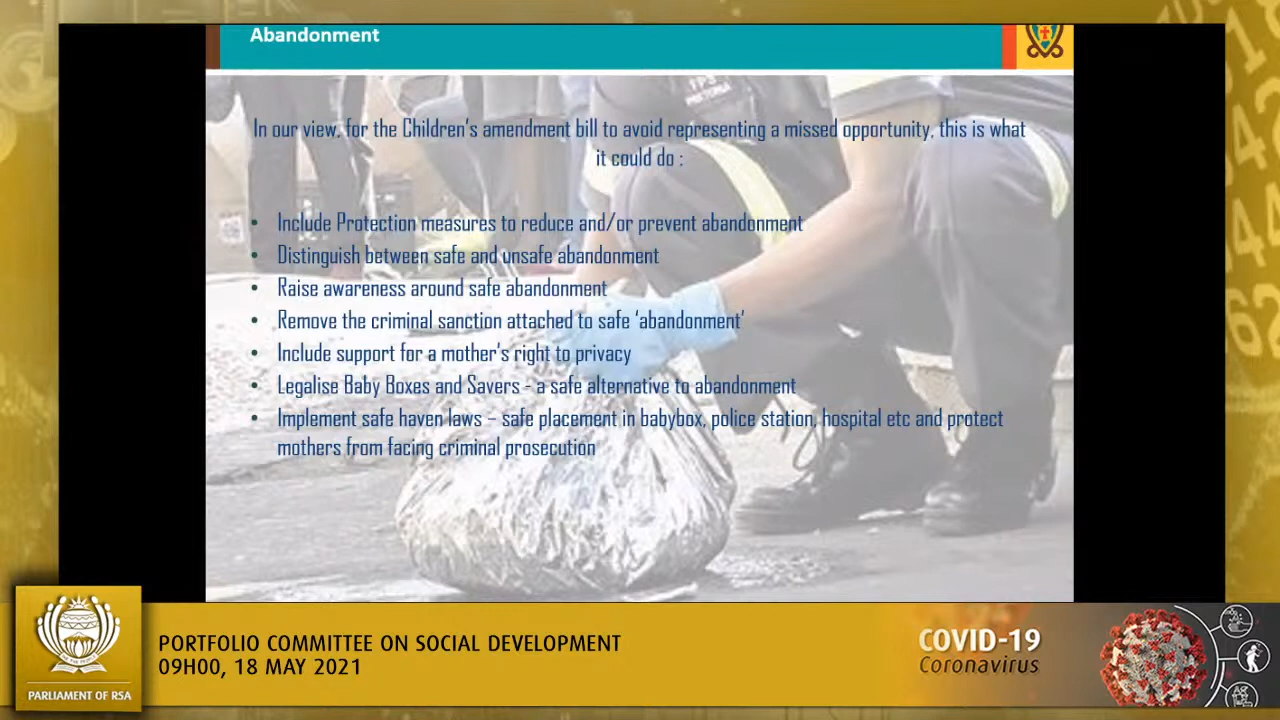 Abandonment
In our view, for the Children's amendment bill to avoid representing a missed opportunity, this is what
it could do :
• Include Protection measures to reduce and/or prevent abandonment
• Distinguish between safe and unsafe abandonment
• Raise awareness around safe abandonment
• Remove the criminal sanction attached to safe 'abandonment'
• Include support for a mother's right to privacy
• Legalise Baby Boxes and Savers - a safe alternative to abandonment
• Implement safe haven laws – safe placement in babybox, police station, hospital etc and protect
mothers from facing criminal prosecution
PARLIAMENT OF RSA
PORTFOLIO COMMITTEE ON SOCIAL DEVELOPMENT
09H00, 18 MAY 2021
COVID-19
Coronavirus